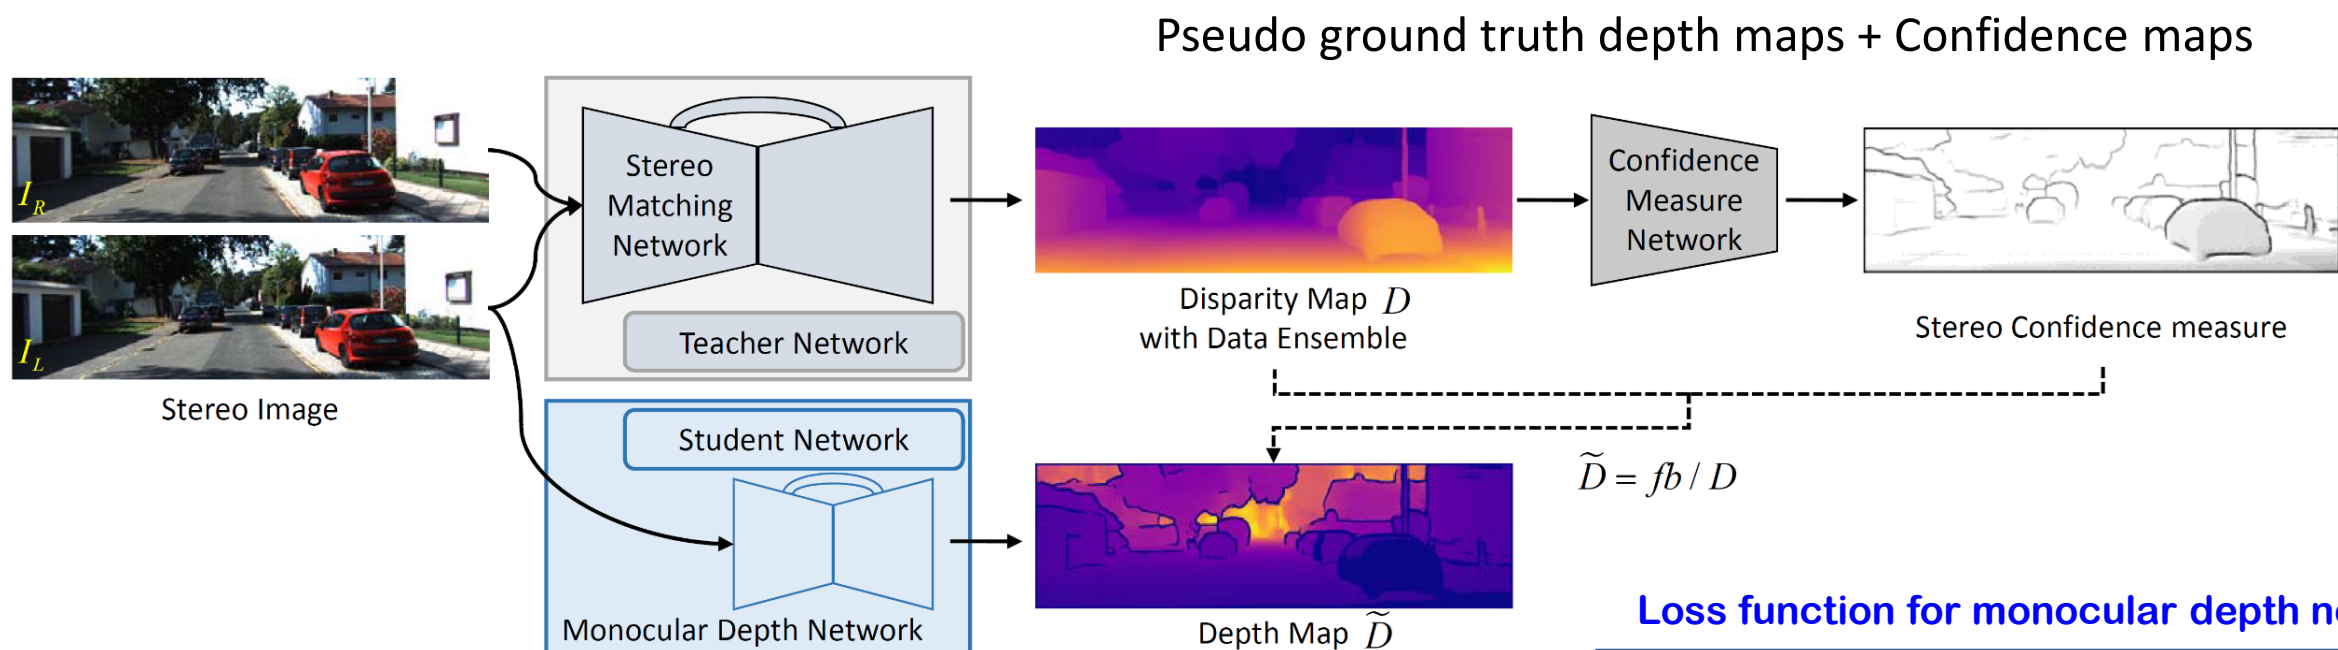 Pseudo ground truth depth maps + Confidence maps
I_R
I_L
Stereo Image
Stereo
Matching
Network
Teacher Network
Student Network
Monocular Depth Network
Disparity Map D
with Data Ensemble
Confidence
Measure
Network
Stereo Confidence measure
D̃ = fb / D
Depth Map D̃
Loss function for monocular depth